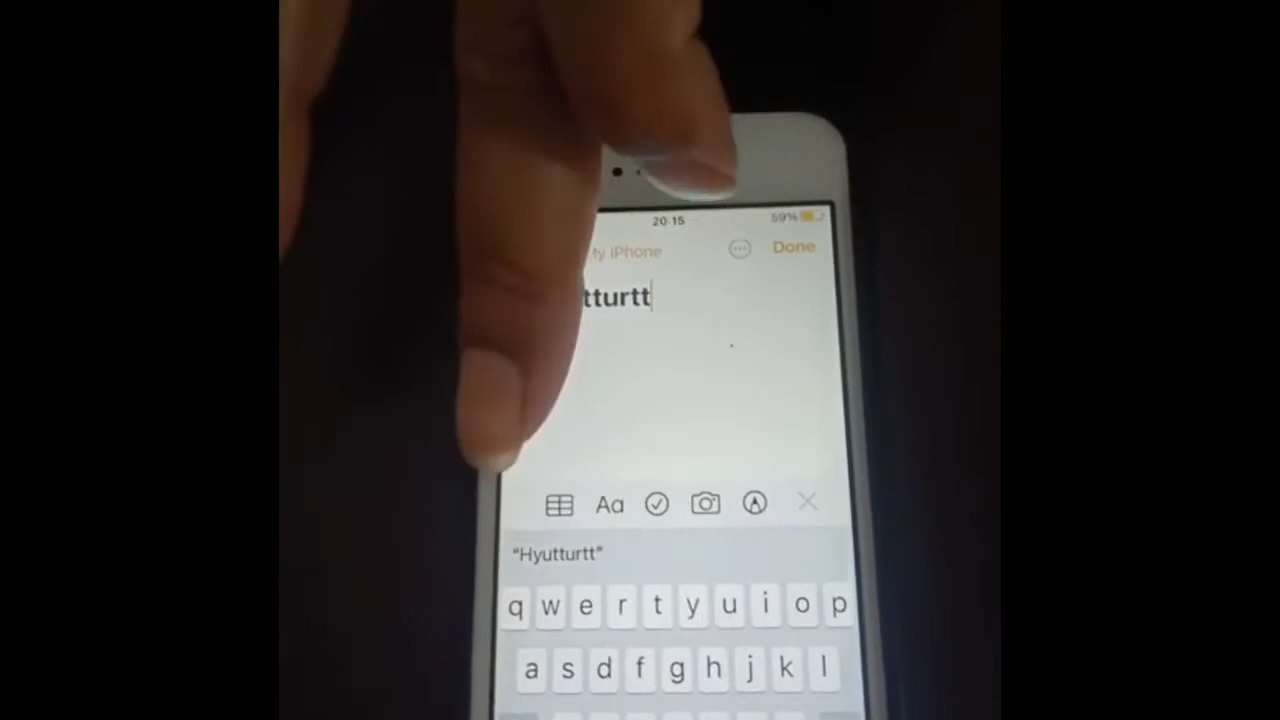 20:15 59%
My iPhone Done
tturtt
Aa
“Hyutturtt”
q w e r t y u i o p
a s d f g h j k l